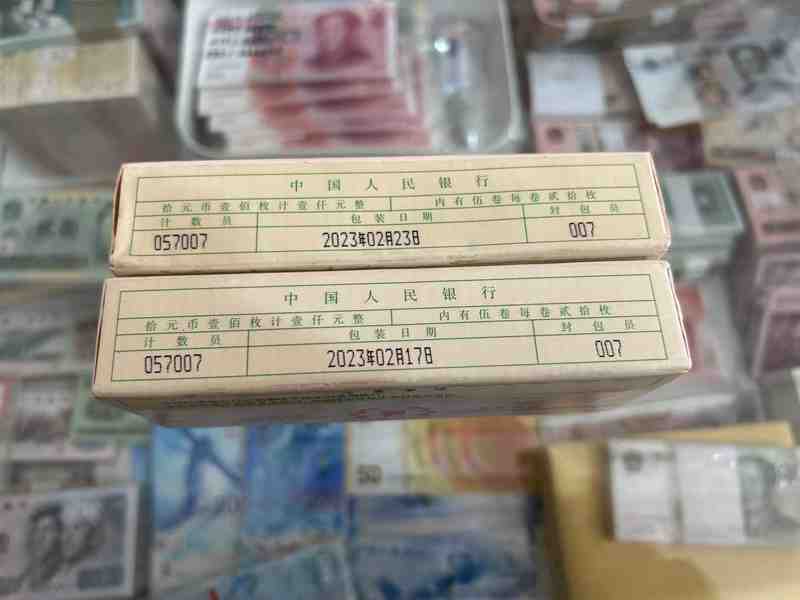 中国人民银行
拾元币壹佰枚计壹仟元整 内有伍卷每卷贰拾枚
计数员 包装日期 封包员
057007 2023年02月23日 007
中国人民银行
拾元币壹佰枚计壹仟元整 内有伍卷每卷贰拾枚
计数员 包装日期 封包员
057007 2023年02月17日 007
50